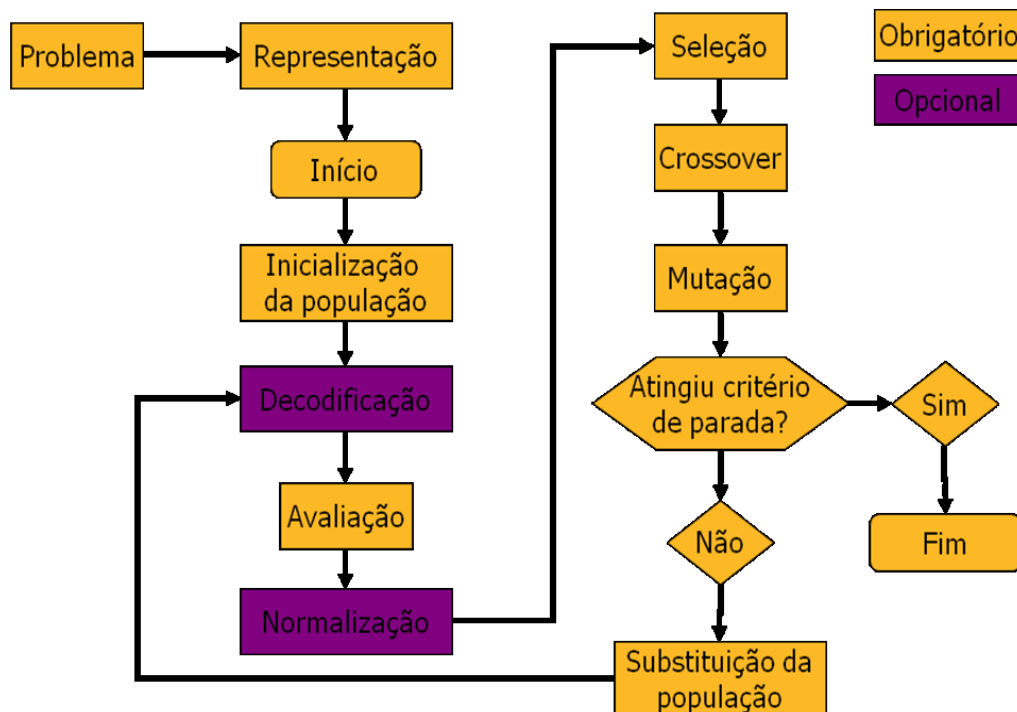 Problema
Representação
Início
Inicialização
da população
Decodificação
Avaliação
Normalização
Seleção
Crossover
Mutação
Atingiu critério
de parada?
Sim
Fim
Não
Substituição da
população
Obrigatório
Opcional